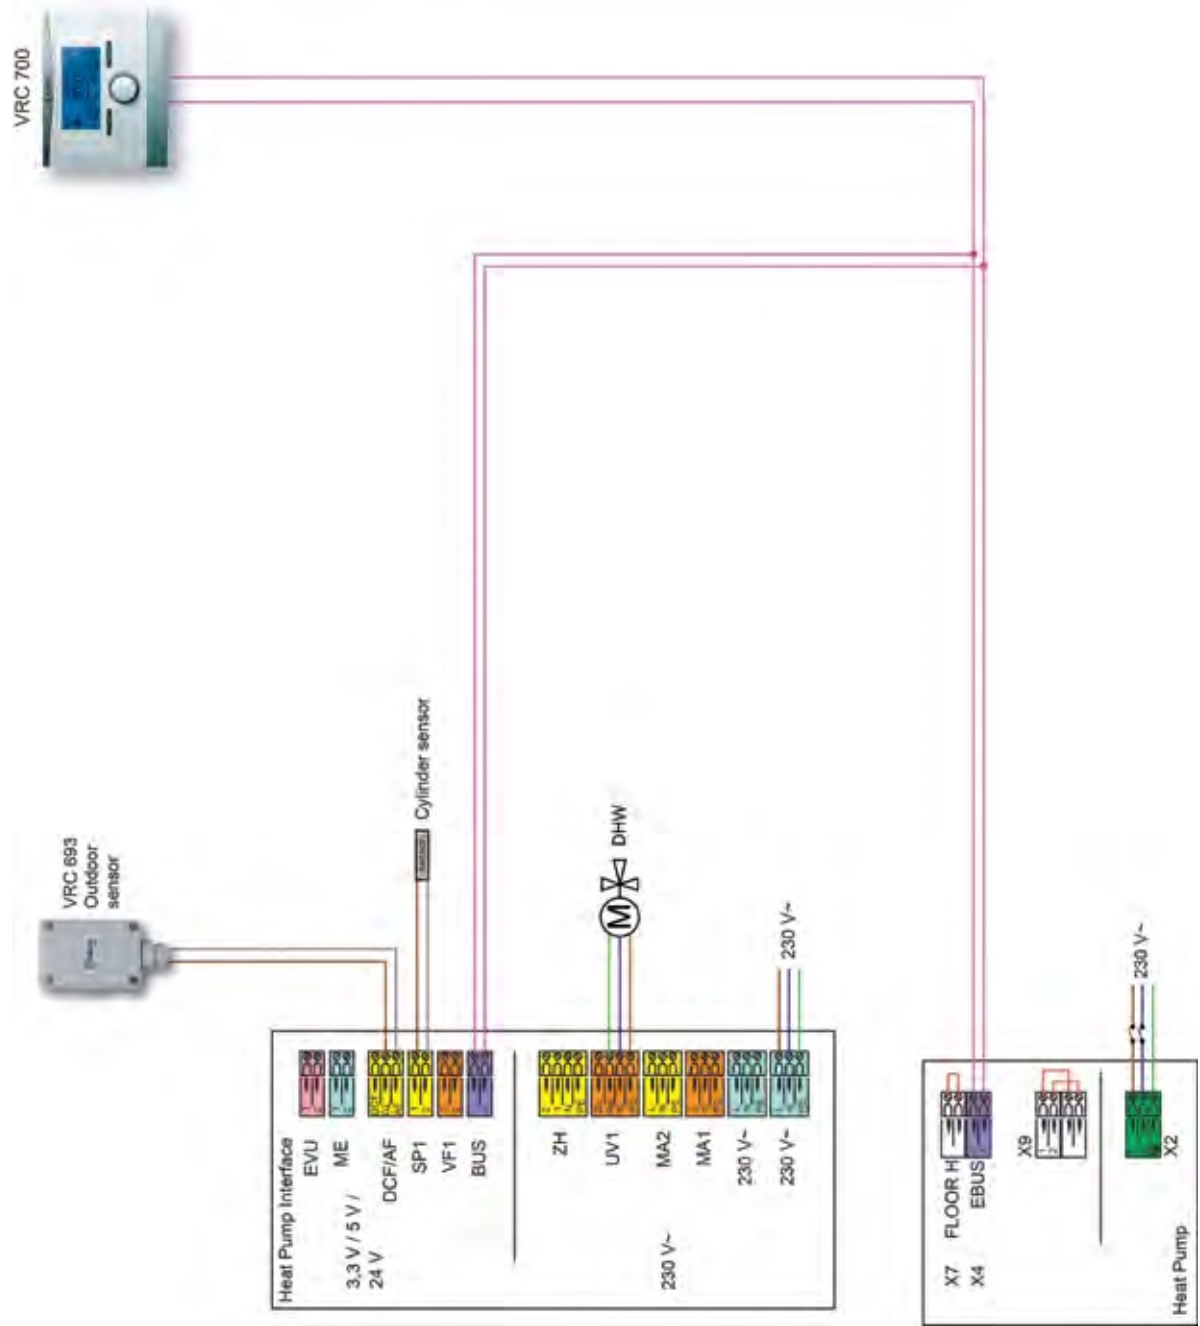 VRC 700
VRC 693
Outdoor
sensor
Cylinder sensor
DHW
230 V~
230 V~
Heat Pump Interface
EVU
ME
3,3 V / 5 V /
24 V
DCF/AF
SP1
VF1
BUS
ZH
UV1
MA2
MA1
230 V~
230 V~
230 V~
M
X7 FLOOR H
X4 EBUS
X9
X2
Heat Pump